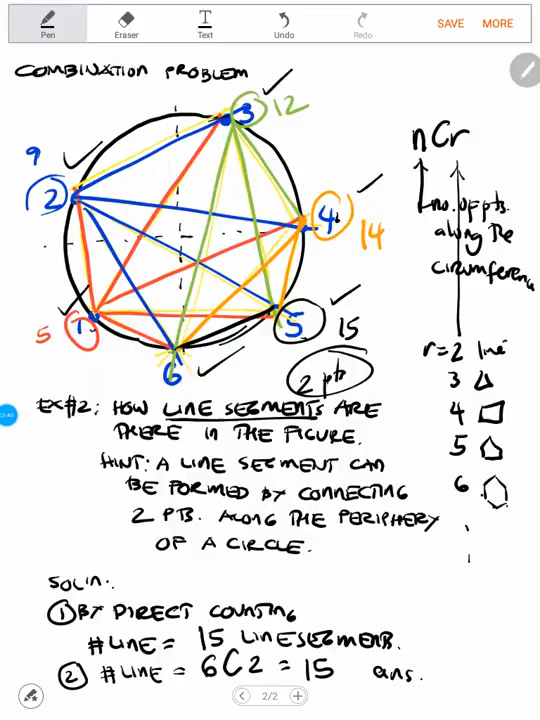 Pen
Eraser
Text
Undo
Redo
SAVE
MORE
COMBINATION PROBLEM
3
12
9
2
4
14
1
5
5
15
6
2 pts
nCr
no. of pts.
along the
circumference
r=2 line
3
4
5
6
EX#2: HOW LINE SEGMENTS ARE
THERE IN THE FIGURE.
HINT: A LINE SEGMENT CAN
BE FORMED BY CONNECTING
2 PTS. ALONG THE PERIPHERY
OF A CIRCLE.
SOL'N.
1 BY DIRECT COUNTING
# LINE = 15 LINE SEGMENTS.
2 # LINE = 6C2 = 15 ans.
2/2